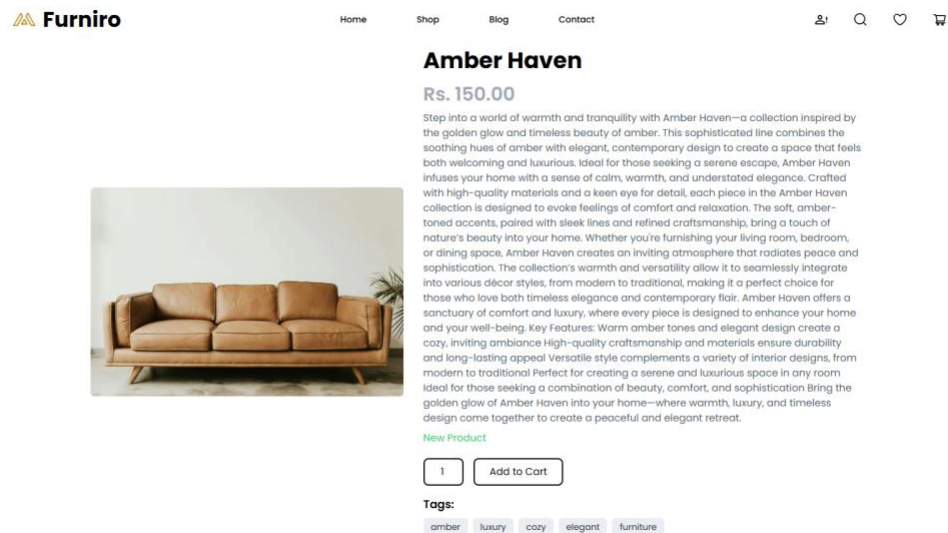 Furniro
Home Shop Blog Contact
Amber Haven
Rs. 150.00
Step into a world of warmth and tranquility with Amber Haven—a collection inspired by
the golden glow and timeless beauty of amber. This sophisticated line combines the
soothing hues of amber with elegant, contemporary design to create a space that feels
both welcoming and luxurious. Ideal for those seeking a serene escape, Amber Haven
infuses your home with a sense of calm, warmth, and understated elegance. Crafted
with high-quality materials and a keen eye for detail, each piece in the Amber Haven
collection is designed to evoke feelings of comfort and relaxation. The soft, amber-
toned accents, paired with sleek lines and refined craftsmanship, bring a touch of
nature's beauty into your home. Whether you're furnishing your living room, bedroom,
or dining space, Amber Haven creates an inviting atmosphere that radiates peace and
sophistication. The collection's warmth and versatility allow it to seamlessly integrate
into various décor styles, from modern to traditional, making it a perfect choice for
those who love both timeless elegance and contemporary flair. Amber Haven offers a
sanctuary of comfort and luxury, where every piece is designed to enhance your home
and your well-being. Key Features: Warm amber tones and elegant design create a
cozy, inviting ambiance High-quality craftsmanship and materials ensure durability
and long-lasting appeal Versatile style complements a variety of interior designs, from
modern to traditional Perfect for creating a serene and luxurious space in any room
Ideal for those seeking a combination of beauty, comfort, and sophistication Bring the
golden glow of Amber Haven into your home—where warmth, luxury, and timeless
design come together to create a peaceful and elegant retreat.
New Product
1 Add to Cart
Tags:
amber luxury cozy elegant furniture